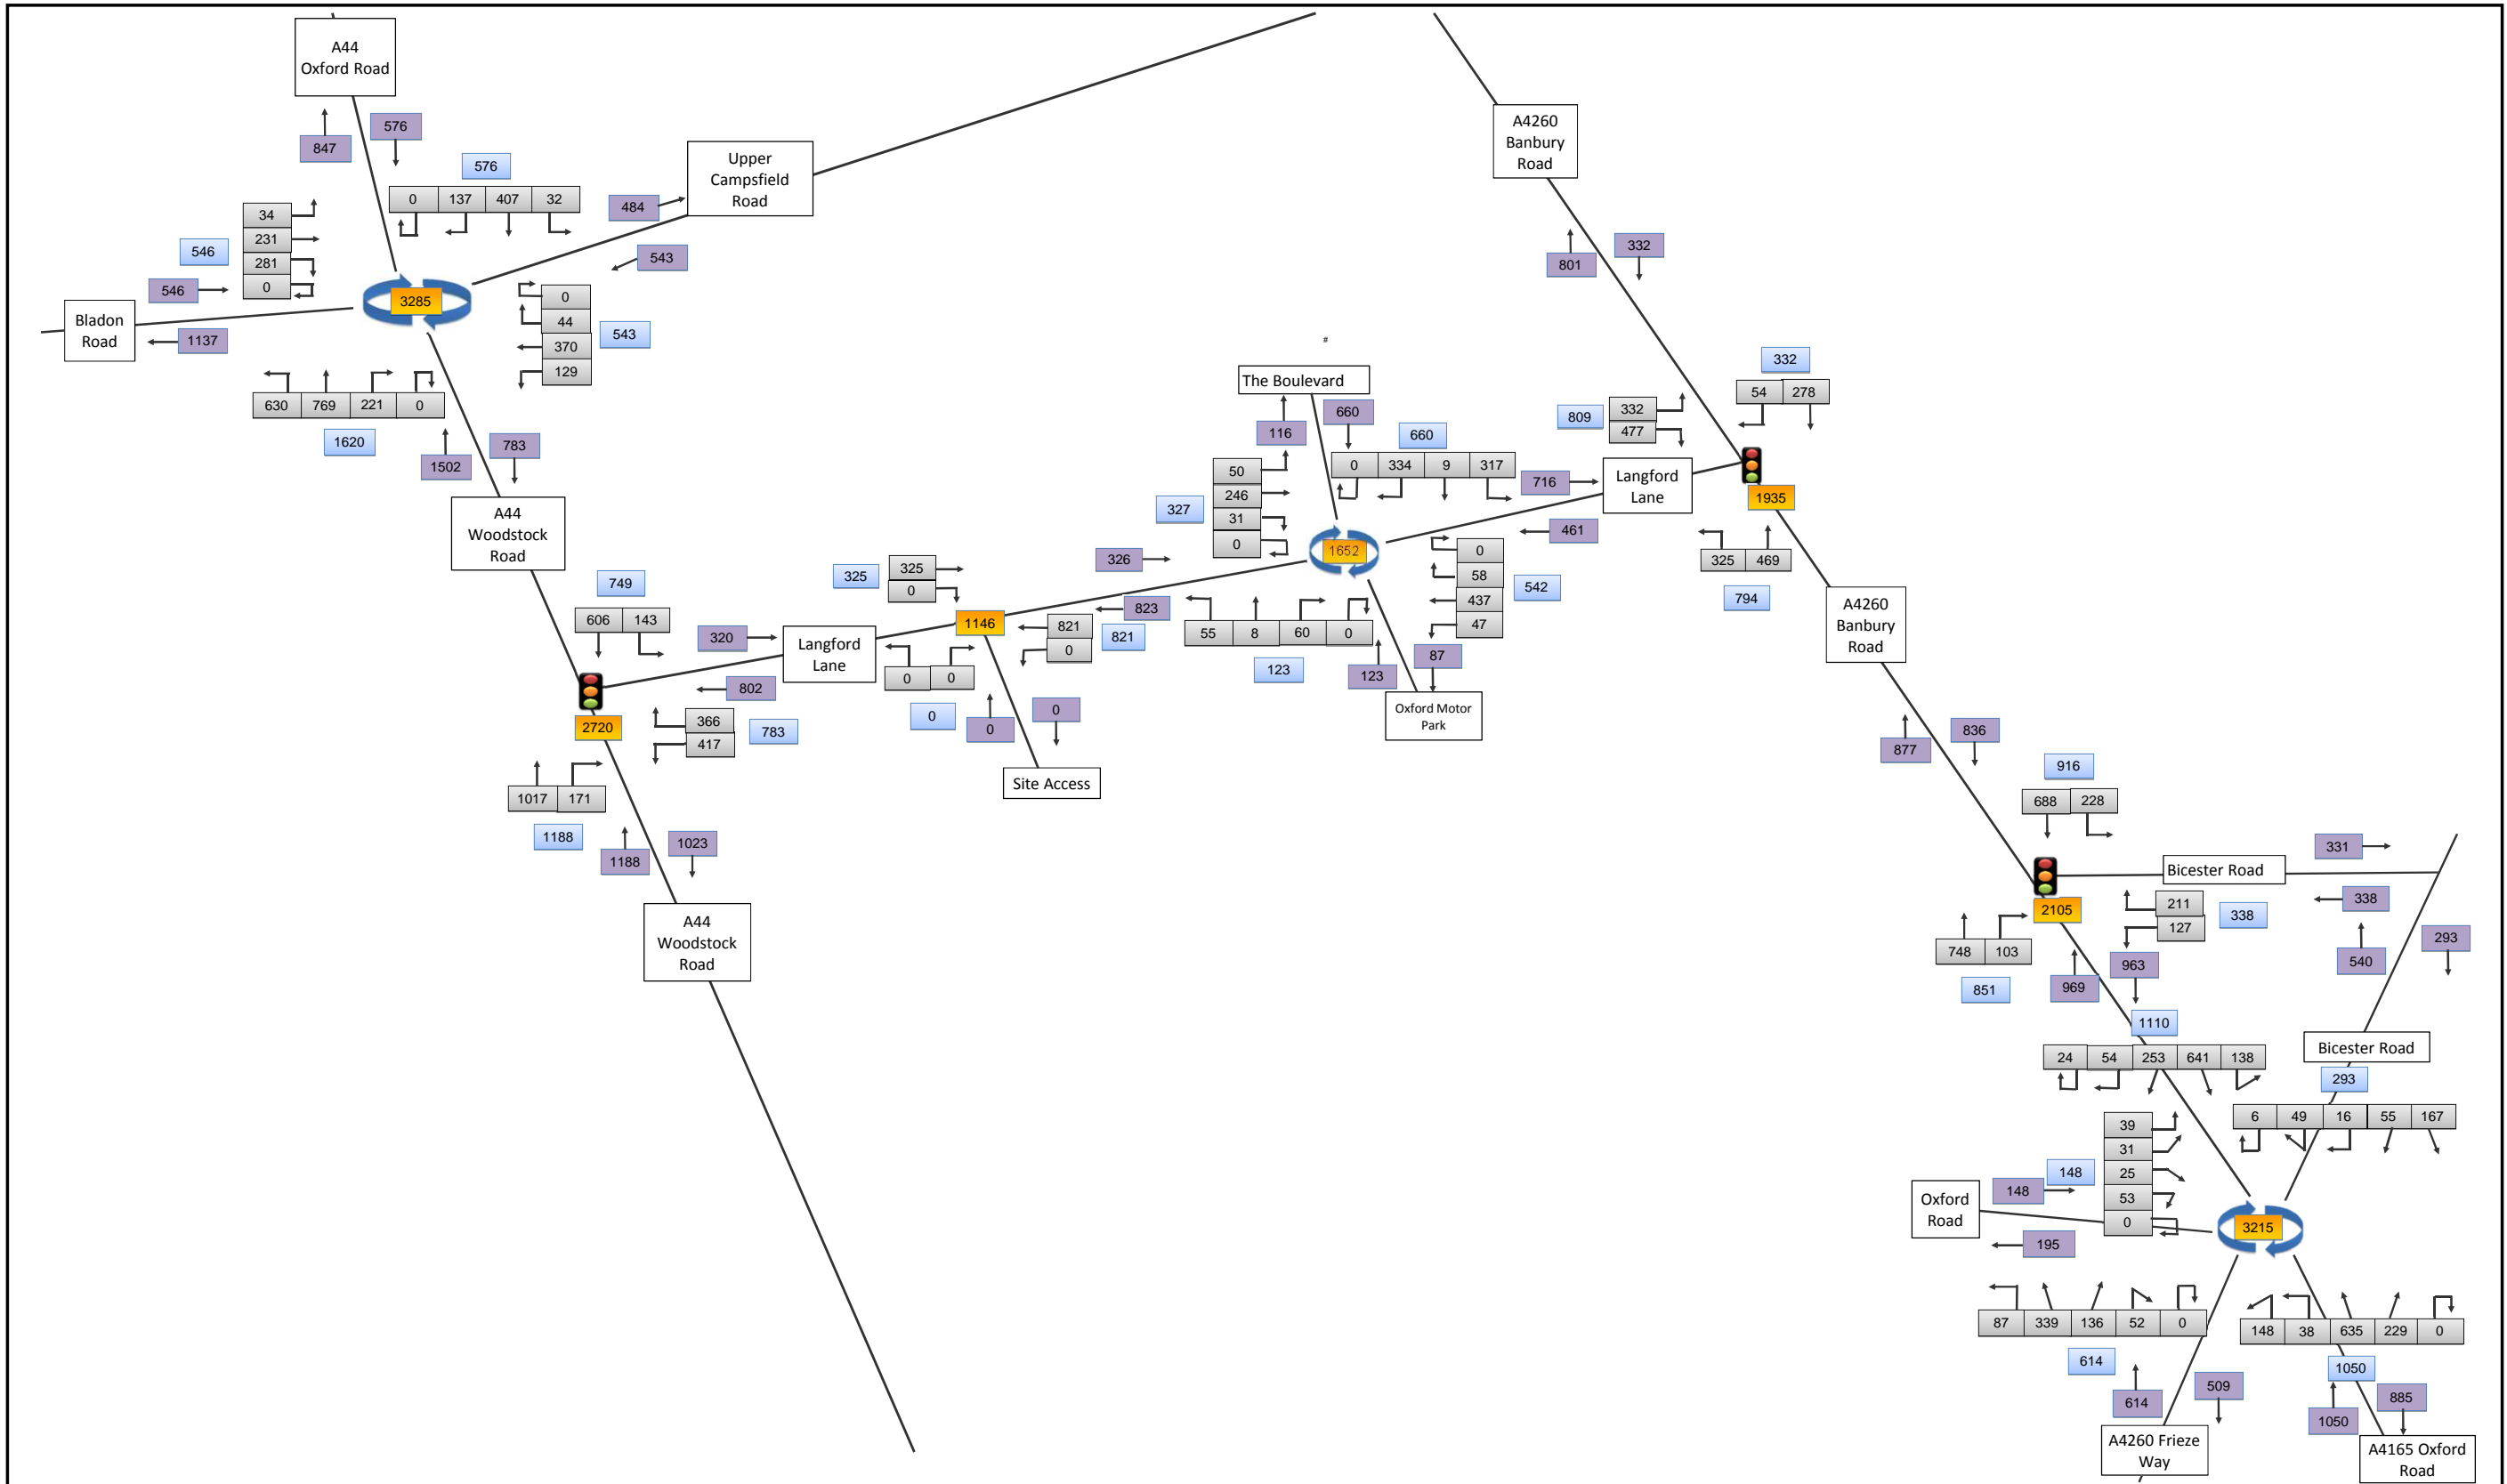 A44
Oxford Road
847
576
576
0 137 407 32
34
231
281
0
546
546
1137
Bladon
Road
3285
Upper
Campsfield
Road
484
543
0
44
370
129
543
630 769 221 0
1620
1502
783
A44
Woodstock
Road
749
606 143
2720
320
802
366
417
783
1017 171
1188
1188
1023
A44
Woodstock
Road
Langford
Lane
325
325
0
1146
0 0
0
0
0
821
0
821
823
326
Site Access
#
The Boulevard
116
660
660
0 334 9 317
50
246
31
0
327
1652
55 8 60 0
123
123
87
0
58
437
47
542
461
716
Oxford Motor
Park
Langford
Lane
809
332
477
A4260
Banbury
Road
801
332
332
54 278
1935
325 469
794
A4260
Banbury
Road
877
836
916
688 228
2105
Bicester Road
331
338
211
127
338
748 103
851
969
963
540
293
Bicester Road
1110
24 54 253 641 138
293
6 49 16 55 167
39
31
25
53
0
148
148
195
Oxford
Road
3215
87 339 136 52 0
614
614
509
148 38 635 229 0
1050
1050
885
A4260 Frieze
Way
A4165 Oxford
Road